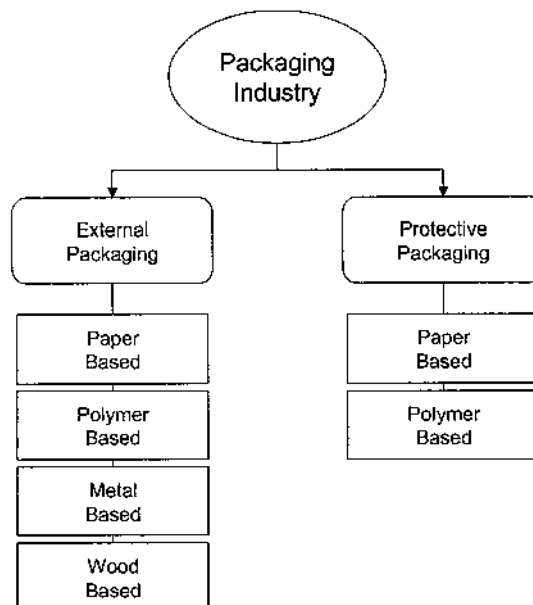 Packaging
Industry
External
Packaging
Protective
Packaging
Paper
Based
Polymer
Based
Metal
Based
Wood
Based
Paper
Based
Polymer
Based